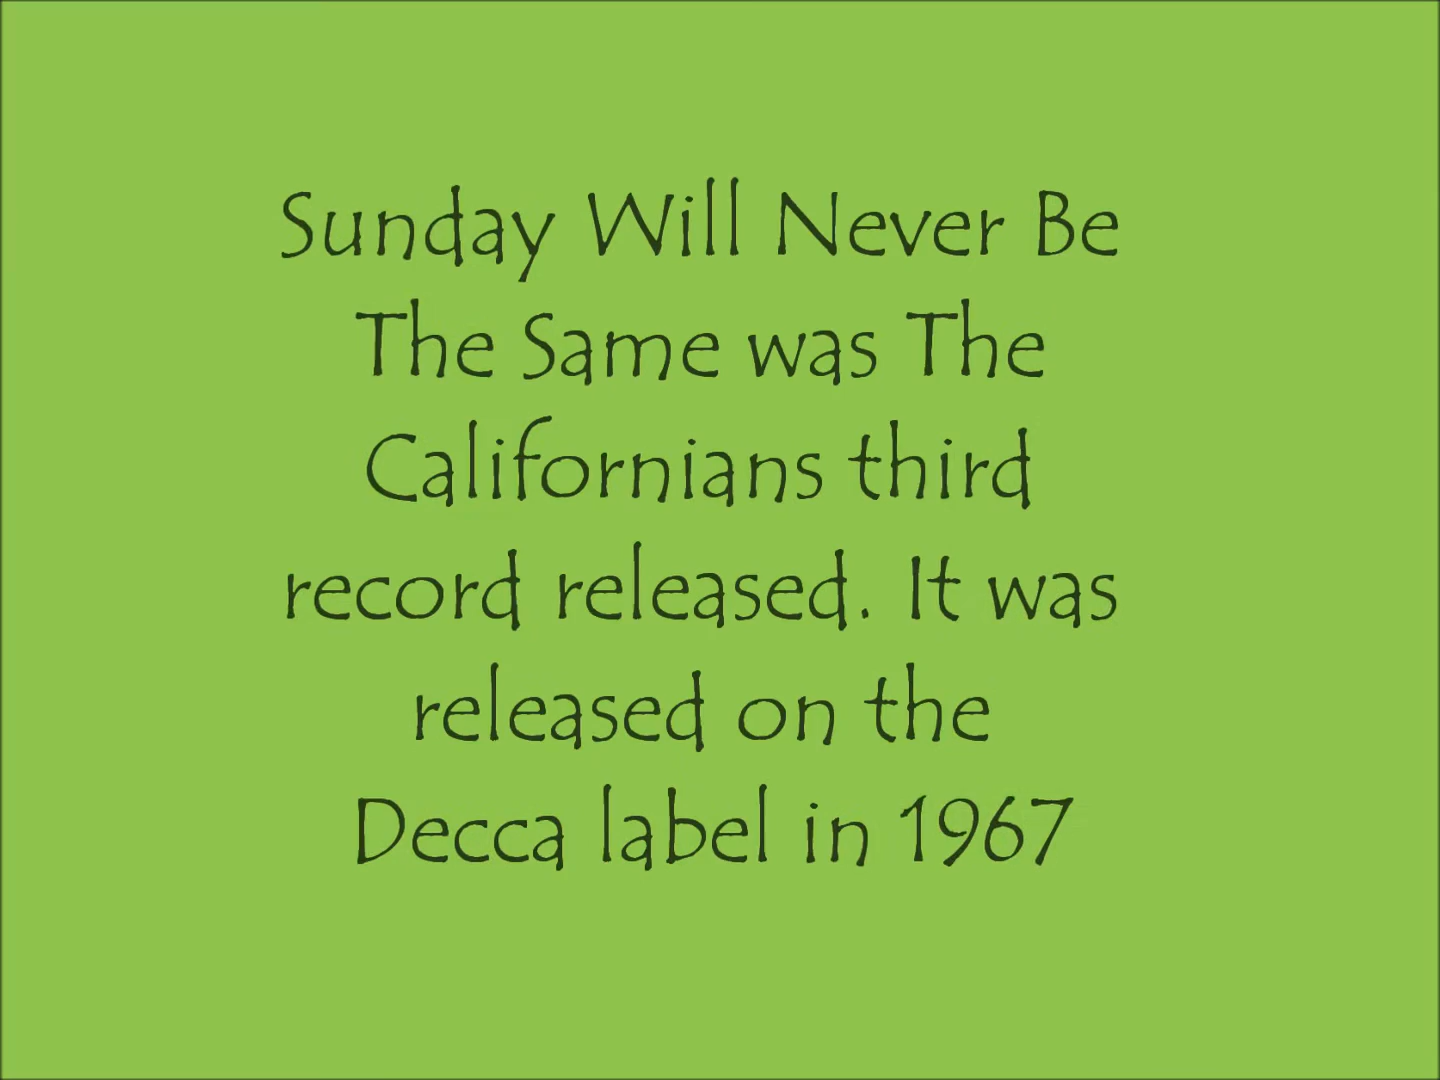 Sunday Will Never Be
The Same was The
Californians third
record released. It was
released on the
Decca label in 1967